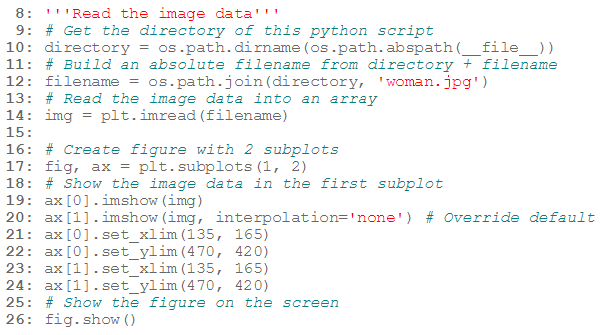 8: '''Read the image data'''
9: # Get the directory of this python script
10: directory = os.path.dirname(os.path.abspath(__file__))
11: # Build an absolute filename from directory + filename
12: filename = os.path.join(directory, 'woman.jpg')
13: # Read the image data into an array
14: img = plt.imread(filename)
15:
16: # Create figure with 2 subplots
17: fig, ax = plt.subplots(1, 2)
18: # Show the image data in the first subplot
19: ax[0].imshow(img)
20: ax[1].imshow(img, interpolation='none') # Override default
21: ax[0].set_xlim(135, 165)
22: ax[0].set_ylim(470, 420)
23: ax[1].set_xlim(135, 165)
24: ax[1].set_ylim(470, 420)
25: # Show the figure on the screen
26: fig.show()